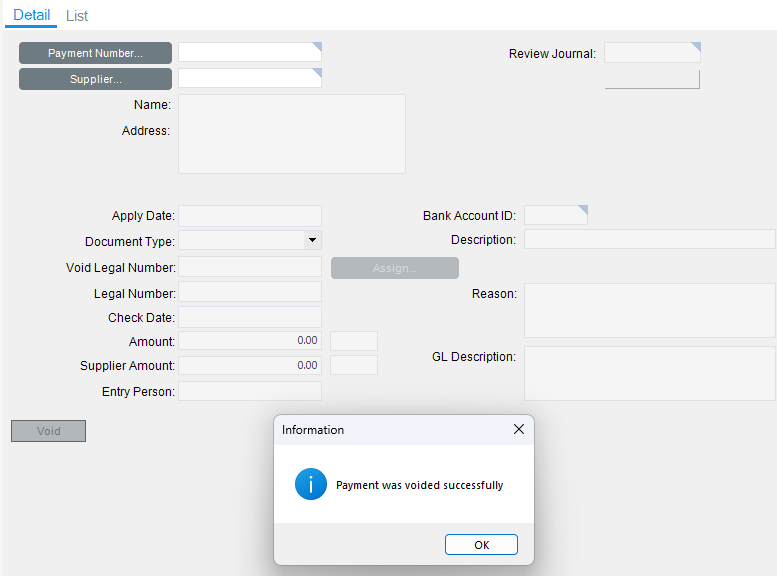 Detail List
Payment Number...
Review Journal:
Supplier...
Name:
Address:
Apply Date:
Bank Account ID:
Document Type:
Description:
Void Legal Number:
Assign...
Legal Number:
Reason:
Check Date:
Amount: 0.00
Supplier Amount: 0.00
GL Description:
Entry Person:
Void
Information
Payment was voided successfully
OK